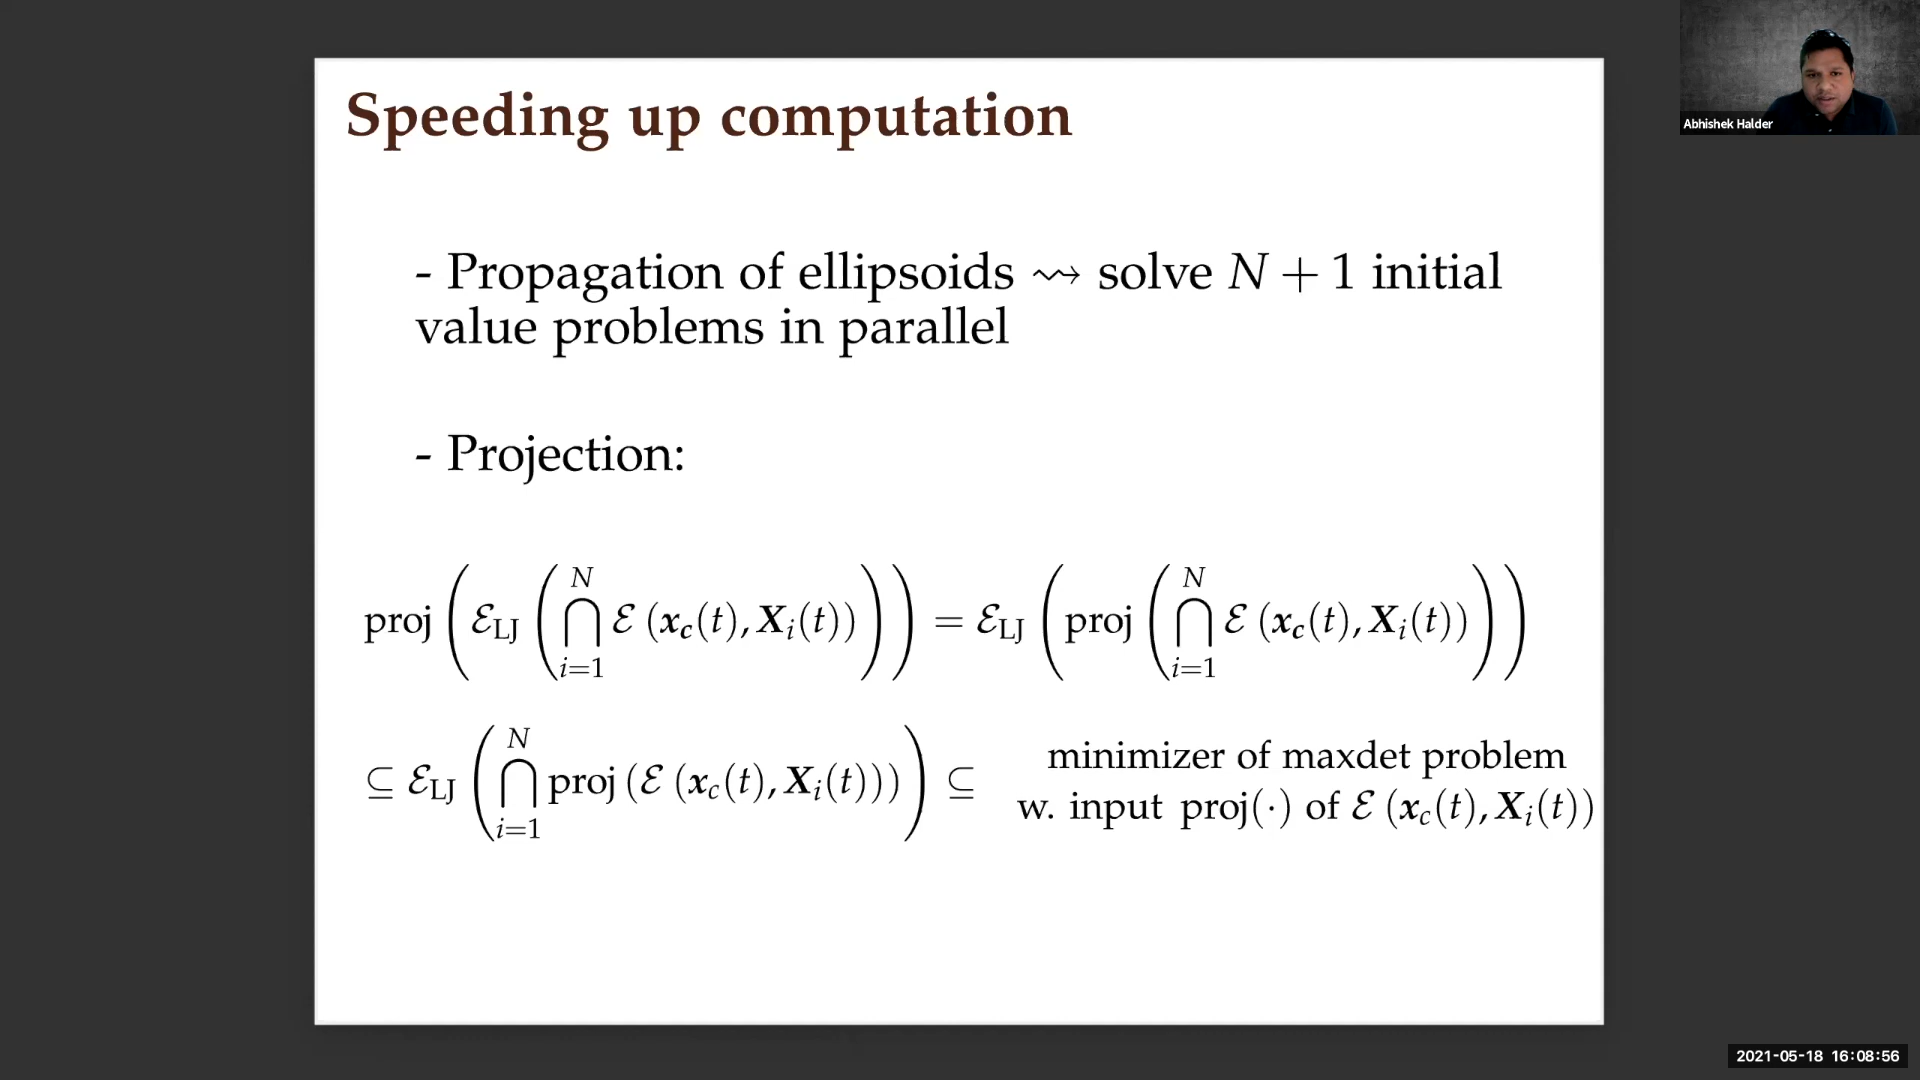 Speeding up computation
- Propagation of ellipsoids ⇝ solve N + 1 initial
value problems in parallel
- Projection:
proj ( ℰ_LJ ( ⋂_{i=1}^{N} ℰ (x_c(t), X_i(t)) ) ) = ℰ_LJ ( proj ( ⋂_{i=1}^{N} ℰ (x_c(t), X_i(t)) ) )
⊆ ℰ_LJ ( ⋂_{i=1}^{N} proj (ℰ (x_c(t), X_i(t))) ) ⊆
minimizer of maxdet problem
w. input proj(·) of ℰ (x_c(t), X_i(t))
Abhishek Halder
2021-05-18 16:08:56